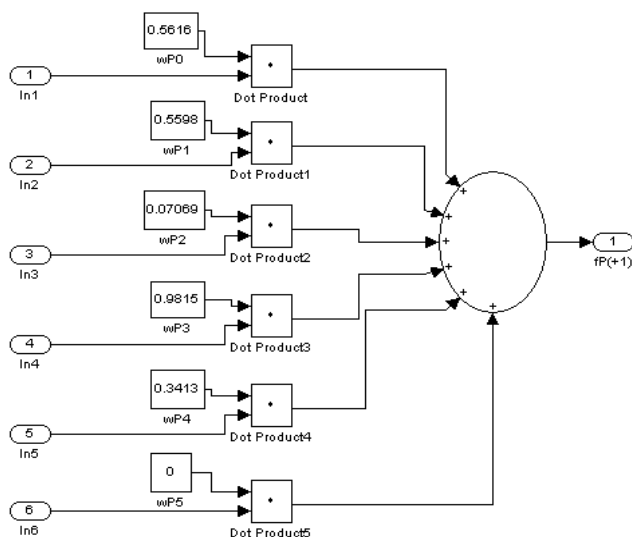 0.5616
wP0
1
In1
Dot Product
0.5598
wP1
2
In2
Dot Product1
0.07069
wP2
3
In3
Dot Product2
0.9815
wP3
4
In4
Dot Product3
0.3413
wP4
5
In5
Dot Product4
0
wP5
6
In6
Dot Product5
+
+
+
+
+
+
1
fP(+1)